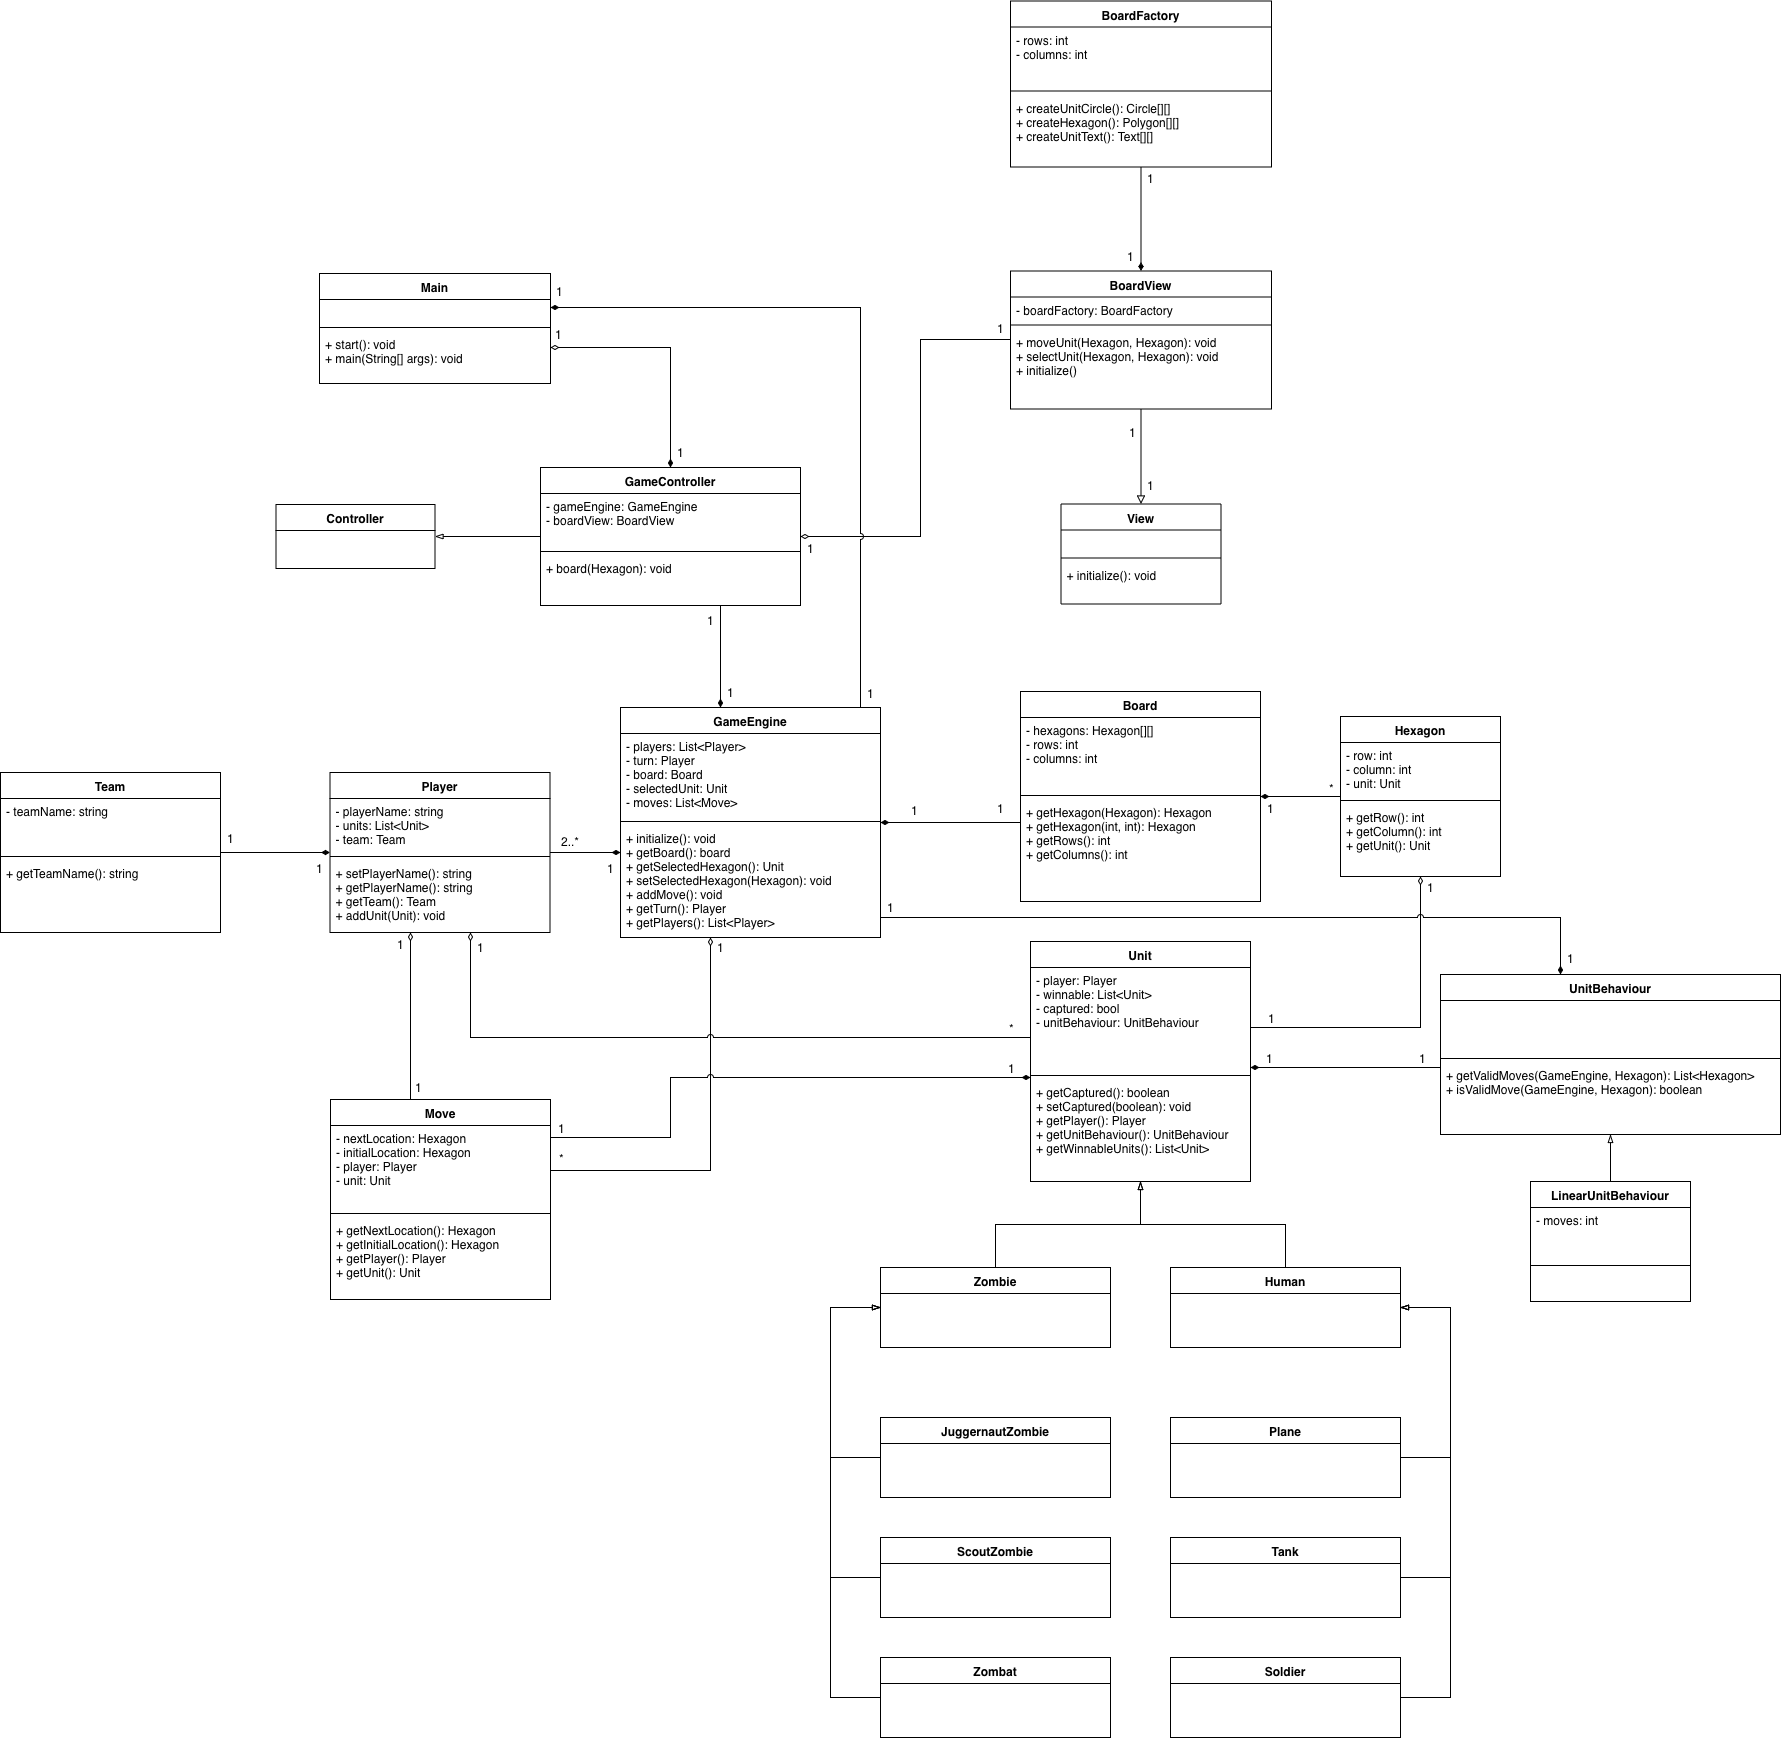 BoardFactory
- rows: int
- columns: int
+ createUnitCircle(): Circle[][]
+ createHexagon(): Polygon[][]
+ createUnitText(): Text[][]
1
1
BoardView
- boardFactory: BoardFactory
+ moveUnit(Hexagon, Hexagon): void
+ selectUnit(Hexagon, Hexagon): void
+ initialize()
1
1
1
View
+ initialize(): void
Main
+ start(): void
+ main(String[] args): void
1
1
1
GameController
- gameEngine: GameEngine
- boardView: BoardView
+ board(Hexagon): void
1
1
Controller
1
1
GameEngine
- players: List<Player>
- turn: Player
- board: Board
- selectedUnit: Unit
- moves: List<Move>
+ initialize(): void
+ getBoard(): board
+ getSelectedHexagon(): Unit
+ setSelectedHexagon(Hexagon): void
+ addMove(): void
+ getTurn(): Player
+ getPlayers(): List<Player>
1
1
1
1
2..*
1
Team
- teamName: string
+ getTeamName(): string
1
1
Player
- playerName: string
- units: List<Unit>
- team: Team
+ setPlayerName(): string
+ getPlayerName(): string
+ getTeam(): Team
+ addUnit(Unit): void
1
1
Board
- hexagons: Hexagon[][]
- rows: int
- columns: int
+ getHexagon(Hexagon): Hexagon
+ getHexagon(int, int): Hexagon
+ getRows(): int
+ getColumns(): int
1
*
Hexagon
- row: int
- column: int
- unit: Unit
+ getRow(): int
+ getColumn(): int
+ getUnit(): Unit
1
Unit
- player: Player
- winnable: List<Unit>
- captured: bool
- unitBehaviour: UnitBehaviour
+ getCaptured(): boolean
+ setCaptured(boolean): void
+ getPlayer(): Player
+ getUnitBehaviour(): UnitBehaviour
+ getWinnableUnits(): List<Unit>
*
1
1
1
1
1
UnitBehaviour
+ getValidMoves(GameEngine, Hexagon): List<Hexagon>
+ isValidMove(GameEngine, Hexagon): boolean
LinearUnitBehaviour
- moves: int
1
Move
- nextLocation: Hexagon
- initialLocation: Hexagon
- player: Player
- unit: Unit
+ getNextLocation(): Hexagon
+ getInitialLocation(): Hexagon
+ getPlayer(): Player
+ getUnit(): Unit
1
*
Zombie
Human
JuggernautZombie
Plane
ScoutZombie
Tank
Zombat
Soldier